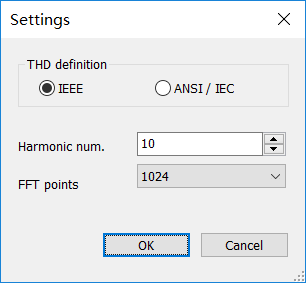 Settings
THD definition
IEEE
ANSI / IEC
Harmonic num.
10
FFT points
1024
OK
Cancel